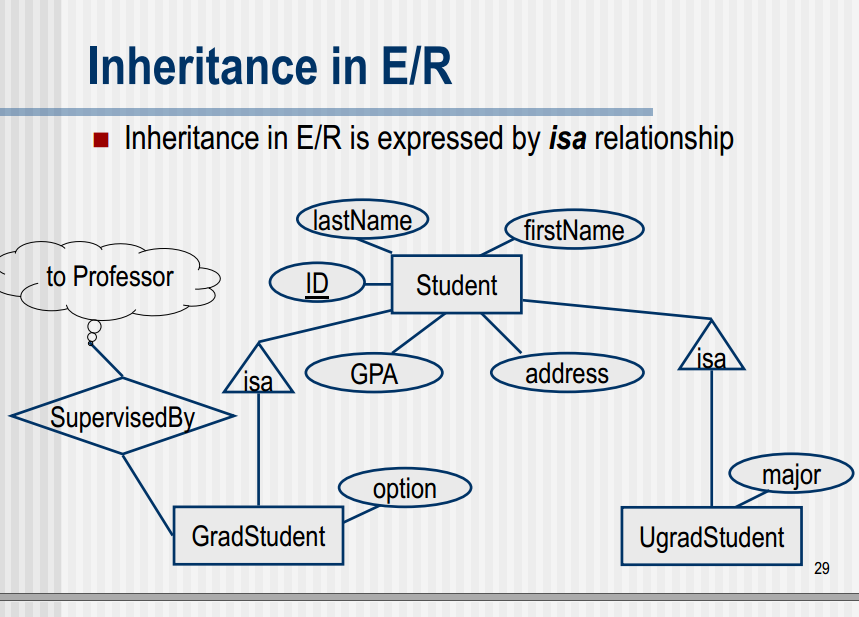 Inheritance in E/R
Inheritance in E/R is expressed by isa relationship
lastName
firstName
to Professor
ID
Student
isa
isa
GPA
address
SupervisedBy
option
major
GradStudent
UgradStudent
29